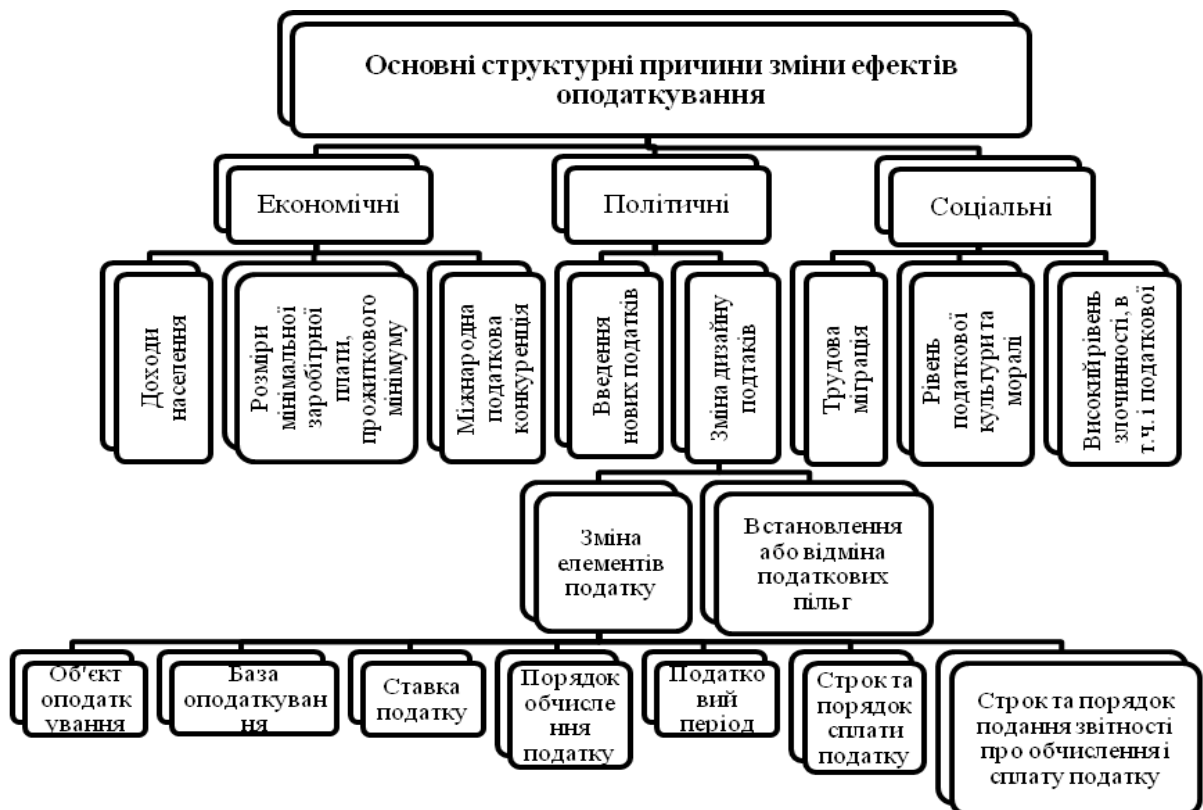 Основні структурні причини зміни ефектів
оподаткування
Економічні
Політичні
Соціальні
Доходи
населення
Розміри
мінімальної
заробітрної
плати,
прожиткового
мінімуму
Міжнародна
податкова
конкуренція
Введення
нових податків
Зміна дизайну
подтаків
Трудова
міграція
Рівень
податкової
культури та
моралі
Високий рівень
злочинності, в
т.ч. і податкової
Зміна
елементів
податку
Встановлення
або відміна
податкових
пільг
Об'єкт
оподатк
ування
База
оподаткуван
ня
Ставка
податку
Порядок
обчисле
ння
податку
Податко
вий
період
Строк та
порядок
сплати
податку
Строк та порядок
подання звітності
про обчислення і
сплату податку